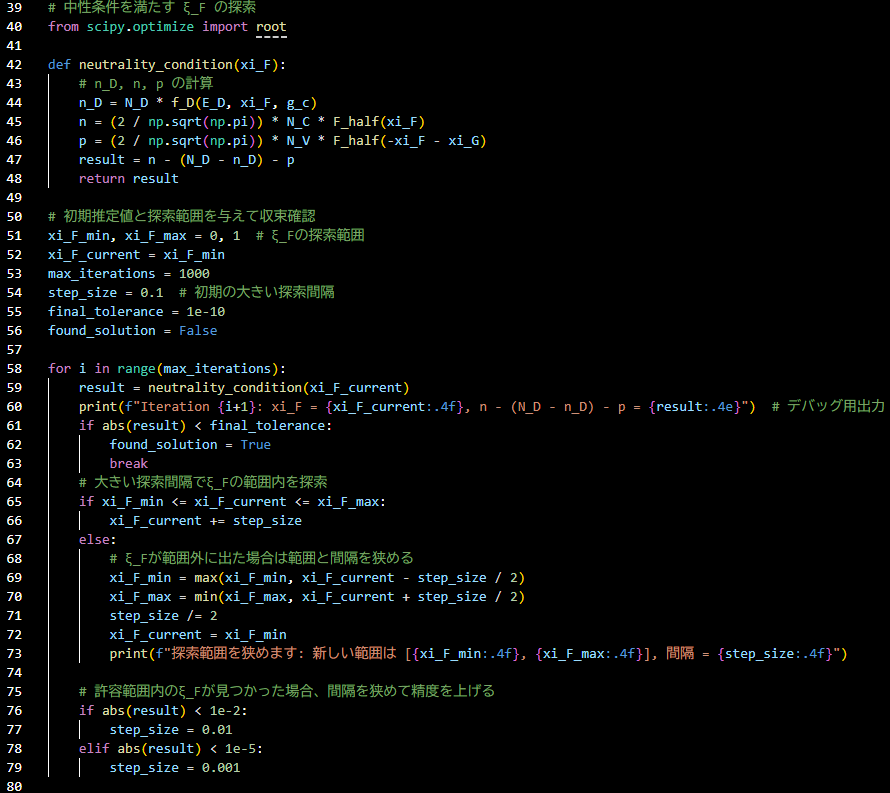 39 # 中性条件を満たす ξ_F の探索
40 from scipy.optimize import root
41
42 def neutrality_condition(xi_F):
43     # n_D, n, p の計算
44     n_D = N_D * f_D(E_D, xi_F, g_c)
45     n = (2 / np.sqrt(np.pi)) * N_C * F_half(xi_F)
46     p = (2 / np.sqrt(np.pi)) * N_V * F_half(-xi_F - xi_G)
47     result = n - (N_D - n_D) - p
48     return result
49
50 # 初期推定値と探索範囲を与えて収束確認
51 xi_F_min, xi_F_max = 0, 1  # ξ_Fの探索範囲
52 xi_F_current = xi_F_min
53 max_iterations = 1000
54 step_size = 0.1  # 初期の大きい探索間隔
55 final_tolerance = 1e-10
56 found_solution = False
57
58 for i in range(max_iterations):
59     result = neutrality_condition(xi_F_current)
60     print(f"Iteration {i+1}: xi_F = {xi_F_current:.4f}, n - (N_D - n_D) - p = {result:.4e}")  # デバッグ用出力
61     if abs(result) < final_tolerance:
62         found_solution = True
63         break
64     # 大きい探索間隔でξ_Fの範囲内を探索
65     if xi_F_min <= xi_F_current <= xi_F_max:
66         xi_F_current += step_size
67     else:
68         # ξ_Fが範囲外に出た場合は範囲と間隔を狭める
69         xi_F_min = max(xi_F_min, xi_F_current - step_size / 2)
70         xi_F_max = min(xi_F_max, xi_F_current + step_size / 2)
71         step_size /= 2
72         xi_F_current = xi_F_min
73         print(f"探索範囲を狭めます: 新しい範囲は [{xi_F_min:.4f}, {xi_F_max:.4f}], 間隔 = {step_size:.4f}")
74
75     # 許容範囲内のξ_Fが見つかった場合、間隔を狭めて精度を上げる
76     if abs(result) < 1e-2:
77         step_size = 0.01
78     elif abs(result) < 1e-5:
79         step_size = 0.001
80